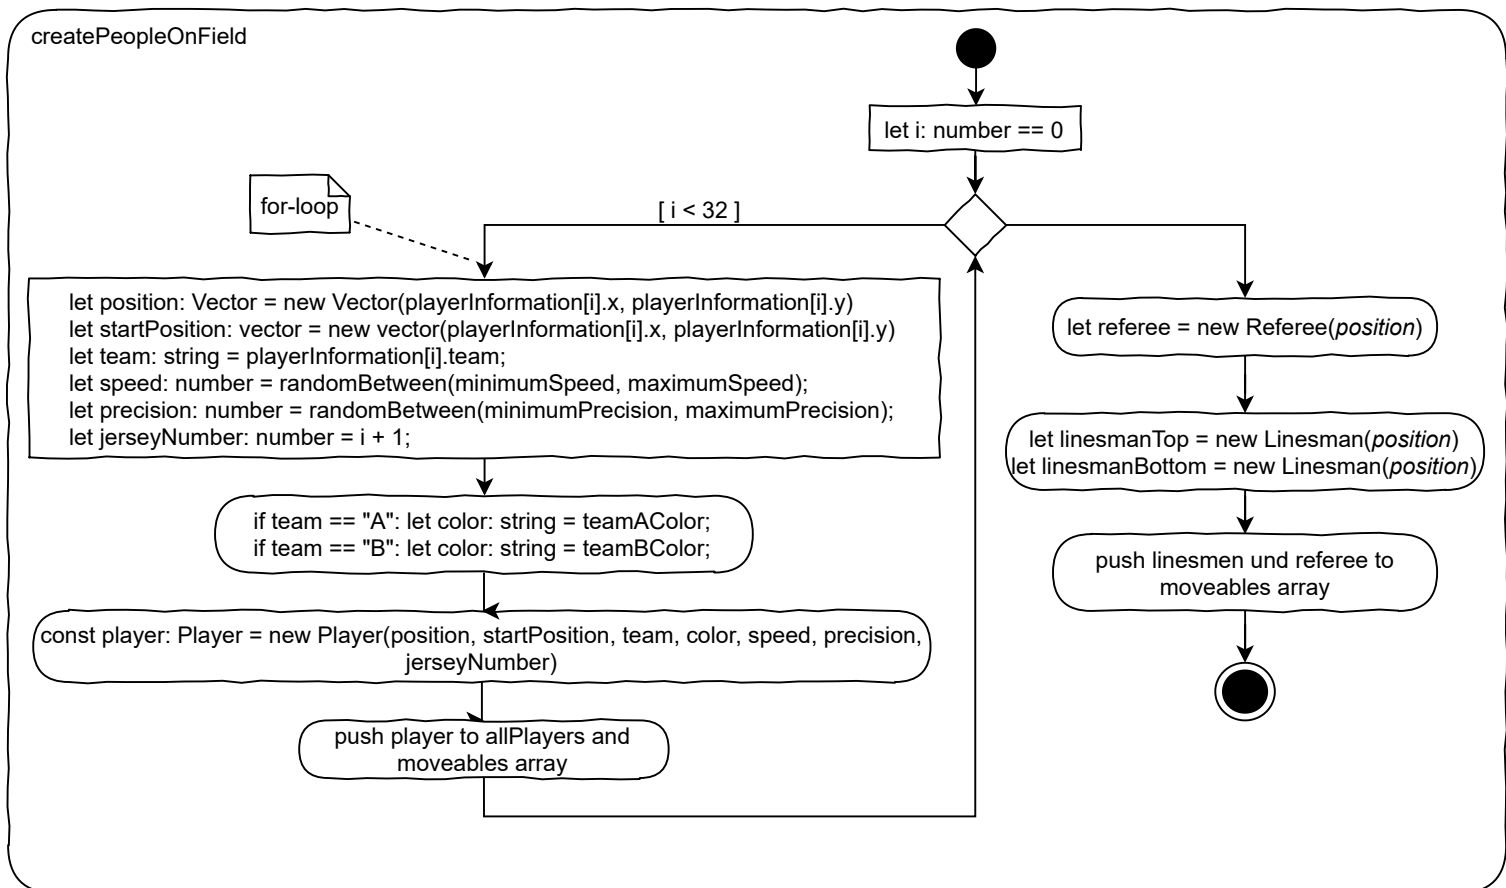 createPeopleOnField
let i: number == 0
for-loop
[ i < 32 ]
let position: Vector = new Vector(playerInformation[i].x, playerInformation[i].y)
let startPosition: vector = new vector(playerInformation[i].x, playerInformation[i].y)
let team: string = playerInformation[i].team;
let speed: number = randomBetween(minimumSpeed, maximumSpeed);
let precision: number = randomBetween(minimumPrecision, maximumPrecision);
let jerseyNumber: number = i + 1;
if team == "A": let color: string = teamAColor;
if team == "B": let color: string = teamBColor;
const player: Player = new Player(position, startPosition, team, color, speed, precision,
jerseyNumber)
push player to allPlayers and
moveables array
let referee = new Referee(position)
let linesmanTop = new Linesman(position)
let linesmanBottom = new Linesman(position)
push linesmen und referee to
moveables array